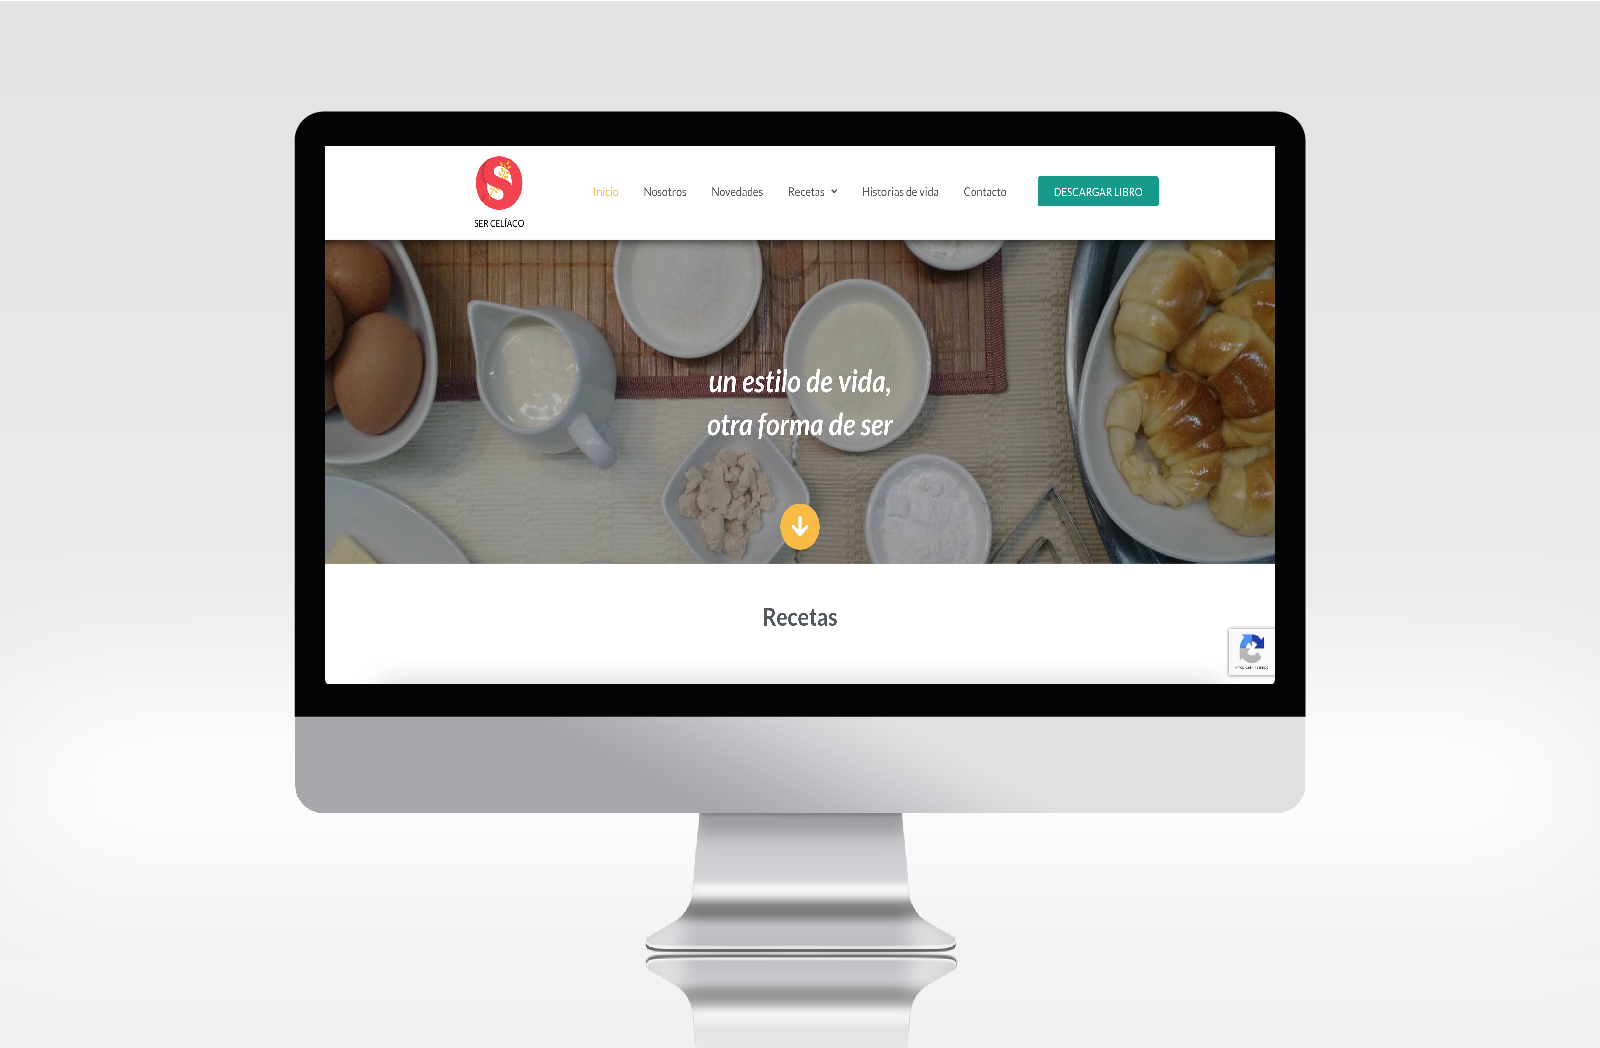 SER CELÍACO
Inicio Nosotros Novedades Recetas Historias de vida Contacto DESCARGAR LIBRO
un estilo de vida,
otra forma de ser
Recetas